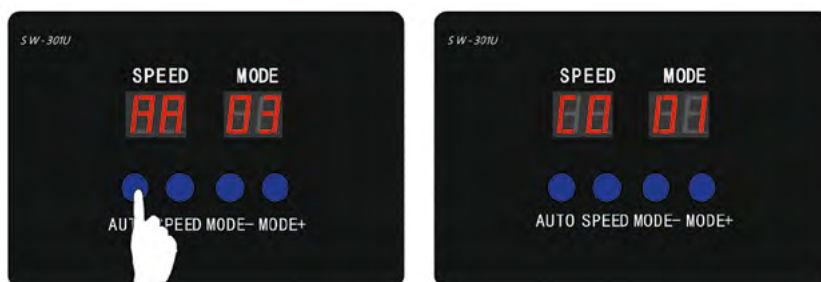 SW-301U
SPEED MODE
AA 03
AUT PEED MODE- MODE+
SW-301U
SPEED MODE
C0 01
AUTO SPEED MODE- MODE+